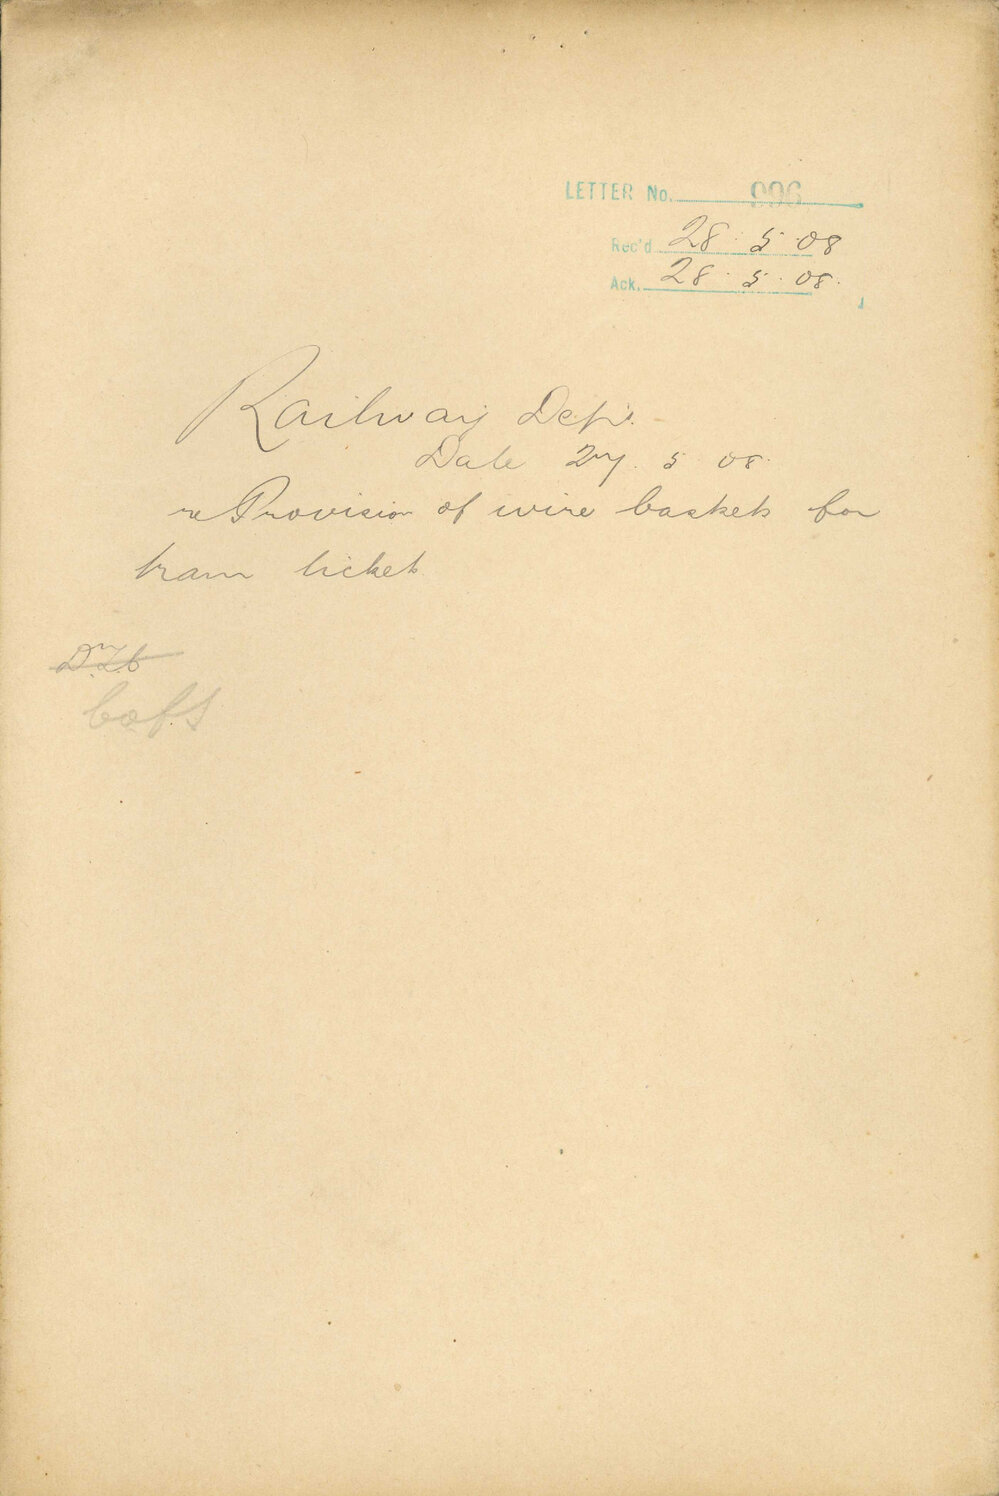 LETTER No. 996
Rec'd 28. 5. 08
Ack. 28. 5. 08.
Railway Dept.
Date 27. 5 08.
re Provision of wire baskets for
tram tickets